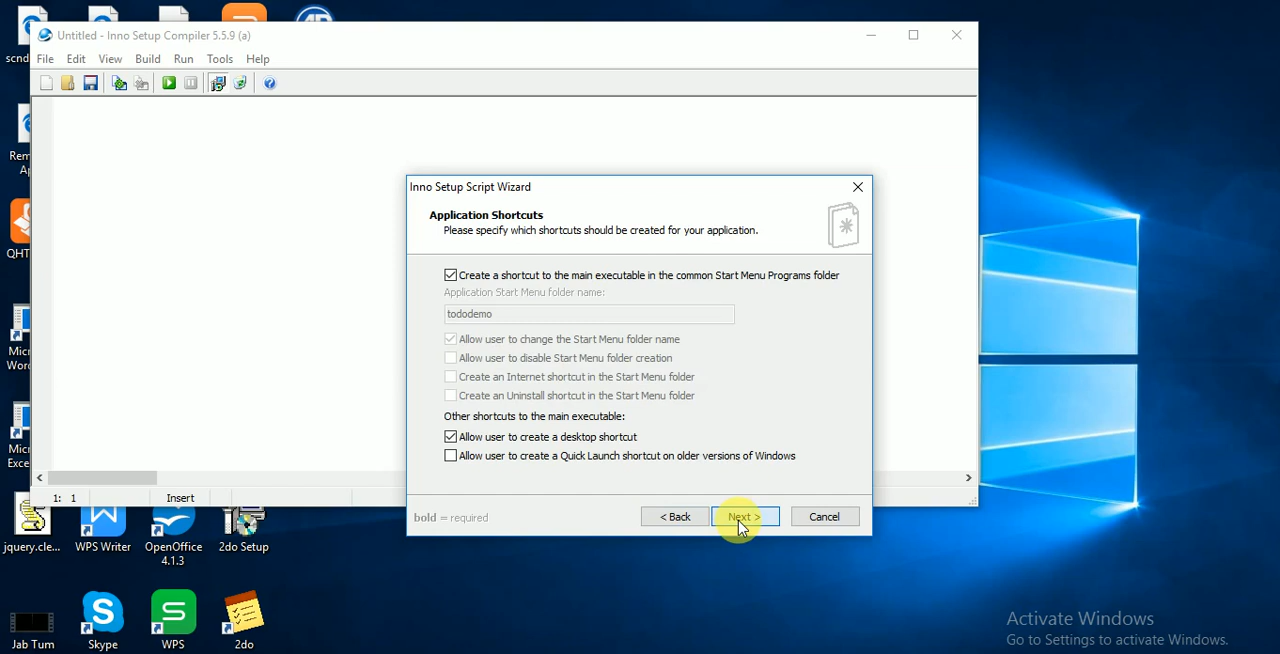 Untitled - Inno Setup Compiler 5.5.9 (a)
File Edit View Build Run Tools Help
Inno Setup Script Wizard
Application Shortcuts
Please specify which shortcuts should be created for your application.
Create a shortcut to the main executable in the common Start Menu Programs folder
Application Start Menu folder name:
tododemo
Allow user to change the Start Menu folder name
Allow user to disable Start Menu folder creation
Create an Internet shortcut in the Start Menu folder
Create an Uninstall shortcut in the Start Menu folder
Other shortcuts to the main executable:
Allow user to create a desktop shortcut
Allow user to create a Quick Launch shortcut on older versions of Windows
bold = required
< Back Next > Cancel
1: 1 Insert
scnd
Rem
Ap
QHT
Micr
Wor
Micr
Exce
jquery.cle... WPS Writer OpenOffice 4.1.3 2do Setup
Jab Tum Skype WPS 2do
Activate Windows
Go to Settings to activate Windows.